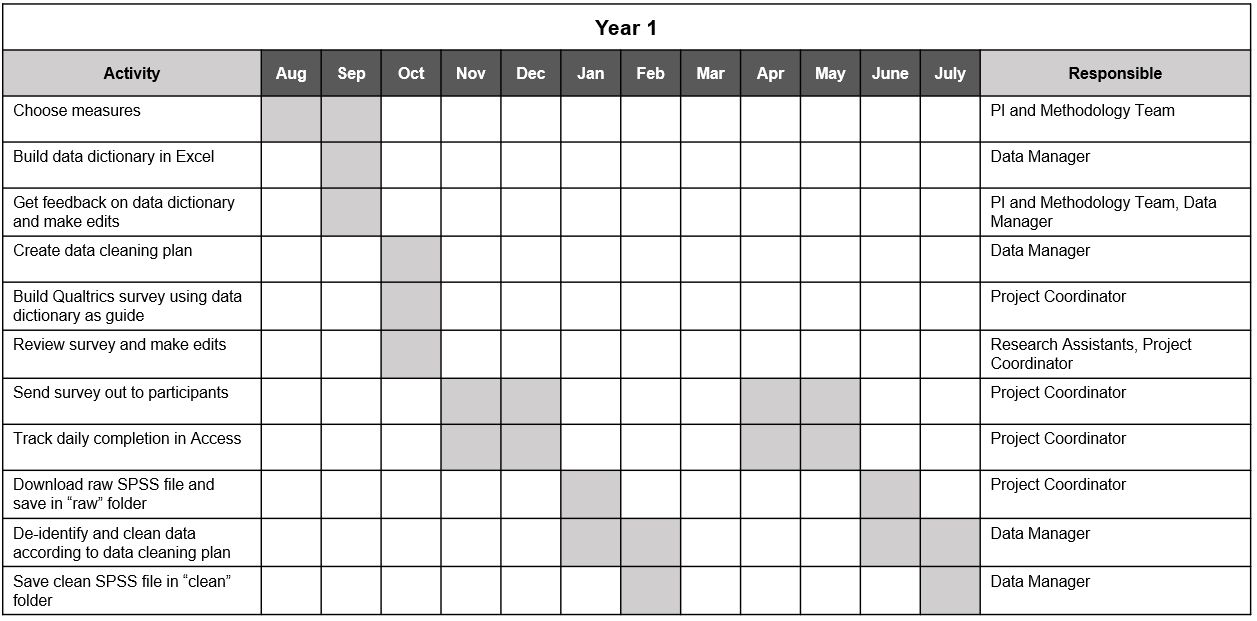 Year 1
Activity Aug Sep Oct Nov Dec Jan Feb Mar Apr May June July Responsible
Choose measures PI and Methodology Team
Build data dictionary in Excel Data Manager
Get feedback on data dictionary PI and Methodology Team, Data
and make edits Manager
Create data cleaning plan Data Manager
Build Qualtrics survey using data Project Coordinator
dictionary as guide
Review survey and make edits Research Assistants, Project
Coordinator
Send survey out to participants Project Coordinator
Track daily completion in Access Project Coordinator
Download raw SPSS file and Project Coordinator
save in “raw” folder
De-identify and clean data Data Manager
according to data cleaning plan
Save clean SPSS file in “clean” Data Manager
folder